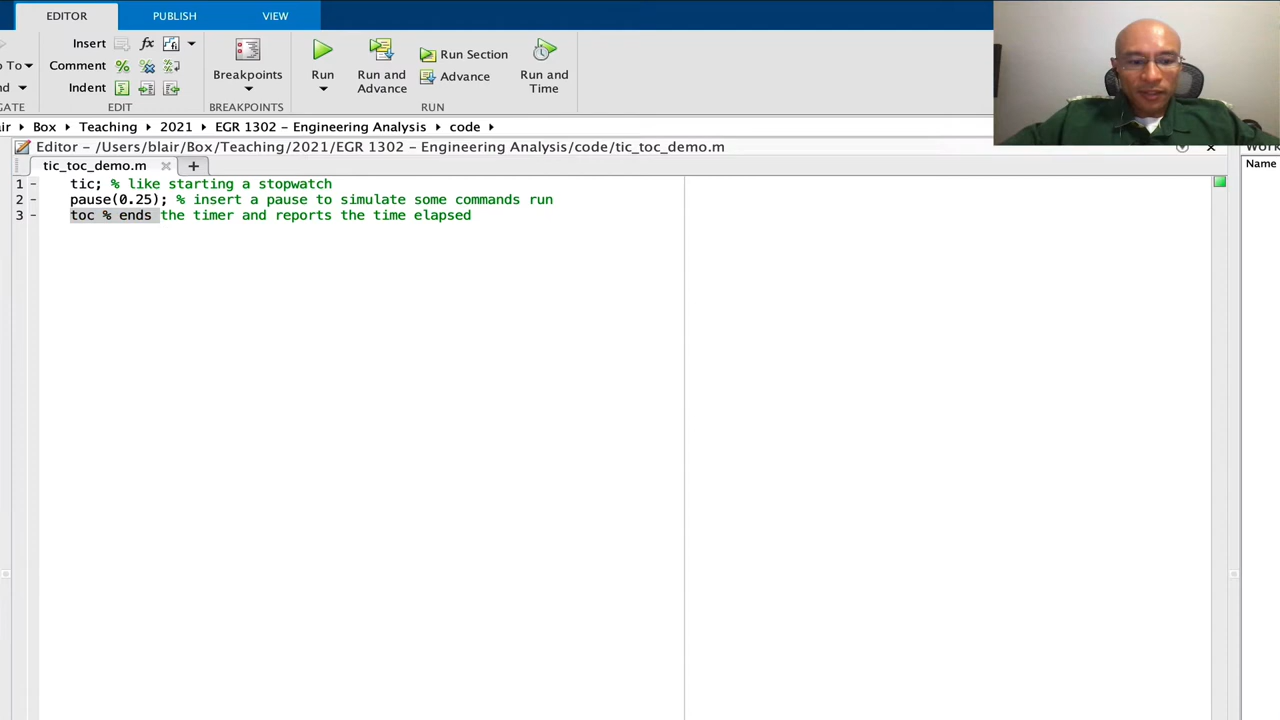 EDITOR PUBLISH VIEW
Insert fx
To Comment % Run Section
Indent Breakpoints Run Run and Advance Advance Run and Time
GATE EDIT BREAKPOINTS RUN
Box Teaching 2021 EGR 1302 - Engineering Analysis code
Editor - /Users/blair/Box/Teaching/2021/EGR 1302 - Engineering Analysis/code/tic_toc_demo.m
tic_toc_demo.m
Name
1 - tic; % like starting a stopwatch
2 - pause(0.25); % insert a pause to simulate some commands run
3 - toc % ends the timer and reports the time elapsed